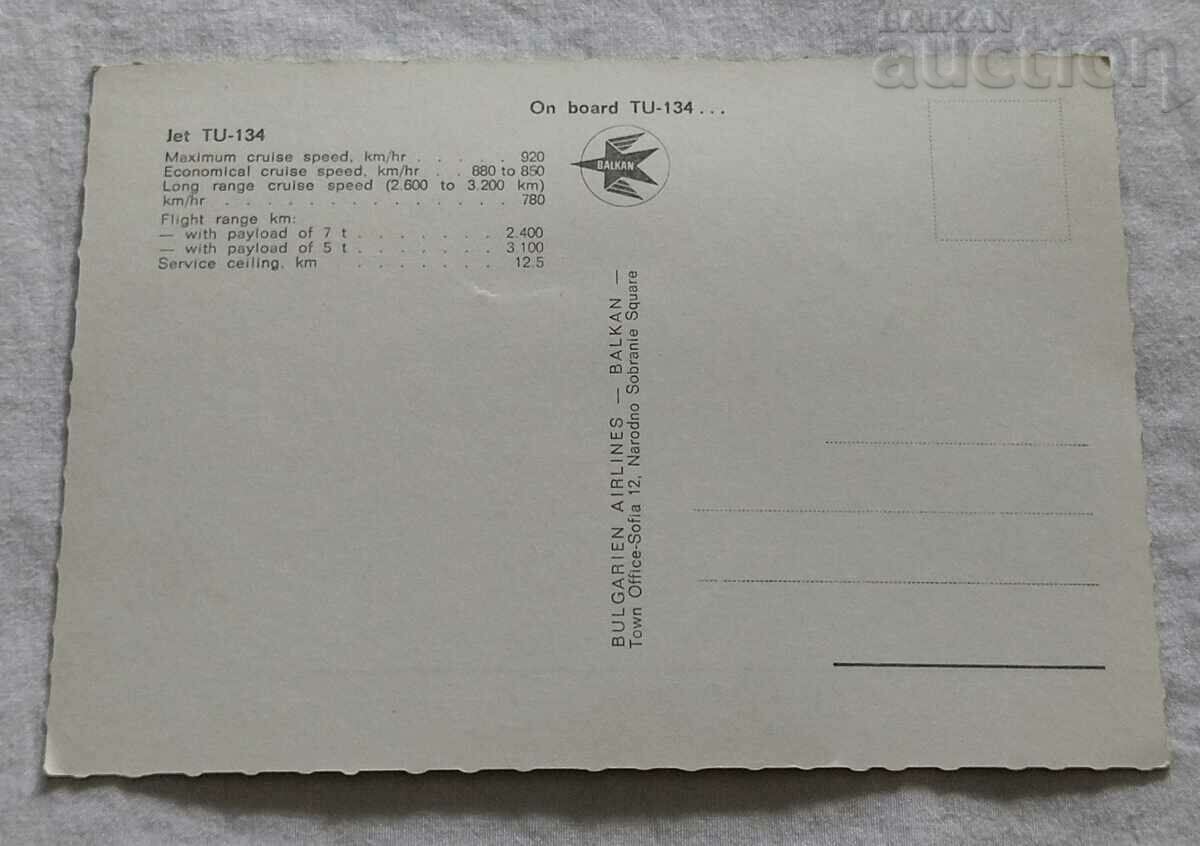 BALKAN
auction
On board TU-134...
Jet TU-134
Maximum cruise speed, km/hr . . . . . 920
Economical cruise speed, km/hr . . 880 to 850
Long range cruise speed (2.600 to 3.200 km)
km/hr . . . . . . . . . . . . . . 780
Flight range km:
— with payload of 7 t . . . . . . . 2.400
— with payload of 5 t . . . . . . . 3.100
Service ceiling, km . . . . . . . 12.5
BALKAN
BULGARIEN AIRLINES — BALKAN —
Town Office-Sofia 12, Narodno Sobranie Square